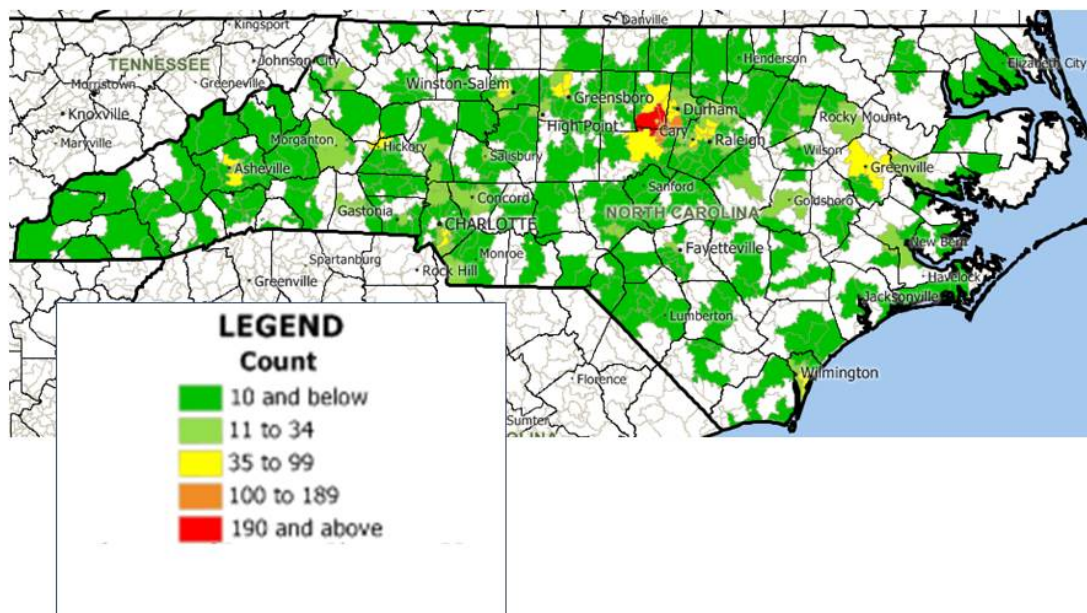 Kingsport
Danville
TENNESSEE
Johnson City
Henderson
Elizabeth City
Morristown
Greeneville
Winston-Salem
Greensboro
Durham
Knoxville
High Point
Cary
Rocky Mount
Maryville
Morganton
Hickory
Salisbury
Raleigh
Wilson
Asheville
Greenville
Sanford
Concord
Gastonia
NORTH CAROLINA
Goldsboro
CHARLOTTE
Monroe
Fayetteville
New Bern
Spartanburg
Rock Hill
Havelock
Greenville
Jacksonville
Lumberton
Florence
Wilmington
Sumter
LEGEND
Count
10 and below
11 to 34
35 to 99
100 to 189
190 and above